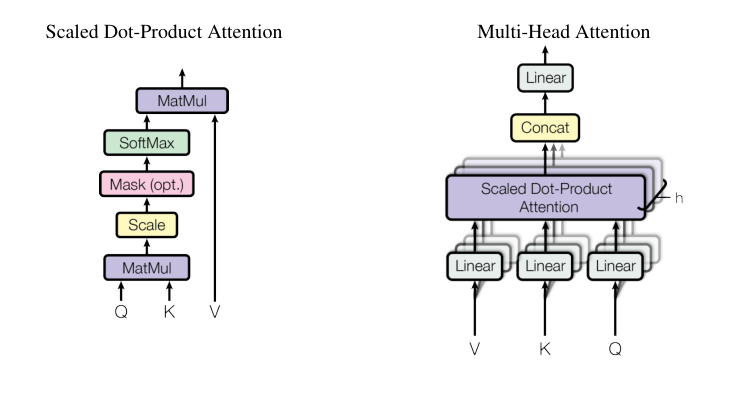 Scaled Dot-Product Attention
MatMul
SoftMax
Mask (opt.)
Scale
MatMul
Q K V
Multi-Head Attention
Linear
Concat
Scaled Dot-Product
Attention
h
Linear Linear Linear
V K Q